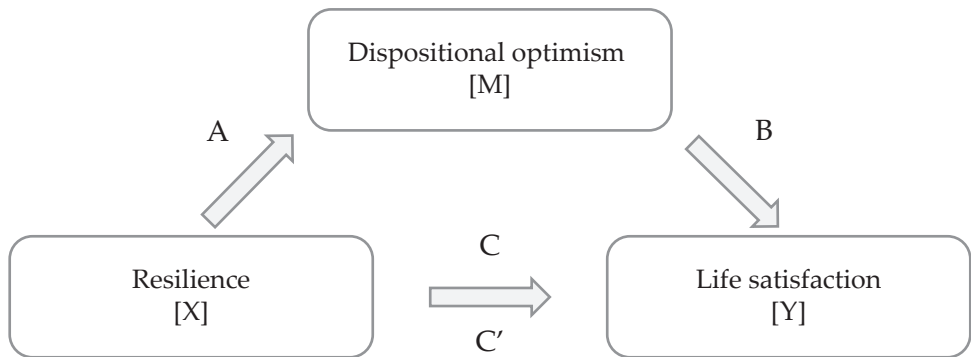 Dispositional optimism
[M]
A
B
Resilience
[X]
C
C′
Life satisfaction
[Y]